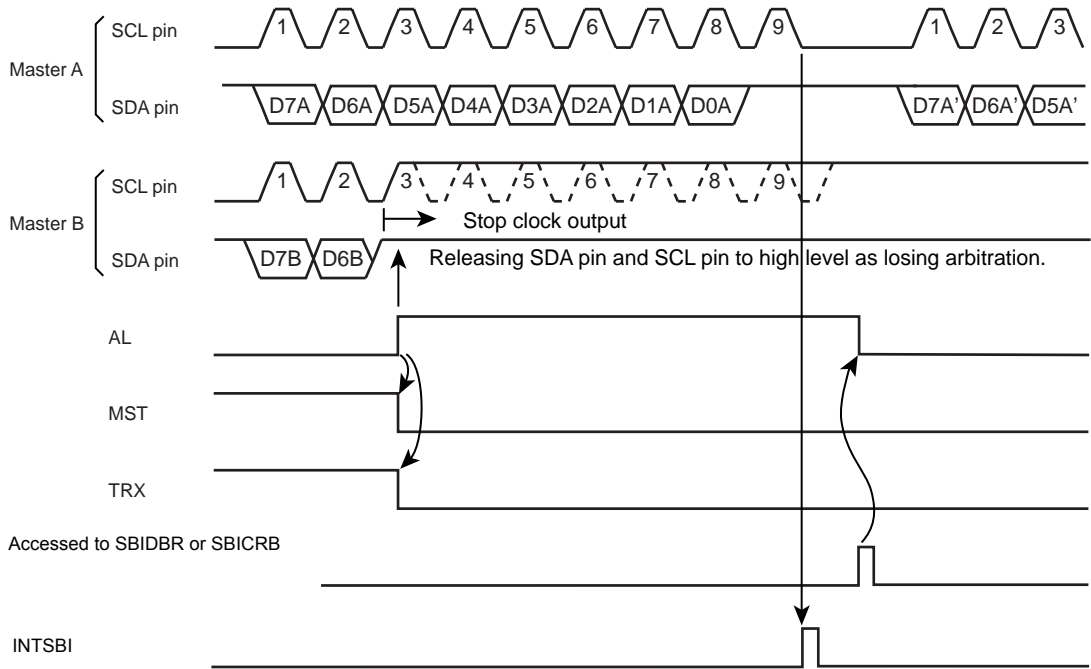 SCL pin 1 2 3 4 5 6 7 8 9 1 2 3
Master A
SDA pin D7A D6A D5A D4A D3A D2A D1A D0A D7A' D6A' D5A'
SCL pin 1 2 3 4 5 6 7 8 9
Master B
Stop clock output
SDA pin D7B D6B Releasing SDA pin and SCL pin to high level as losing arbitration.
AL
MST
TRX
Accessed to SBIDBR or SBICRB
INTSBI